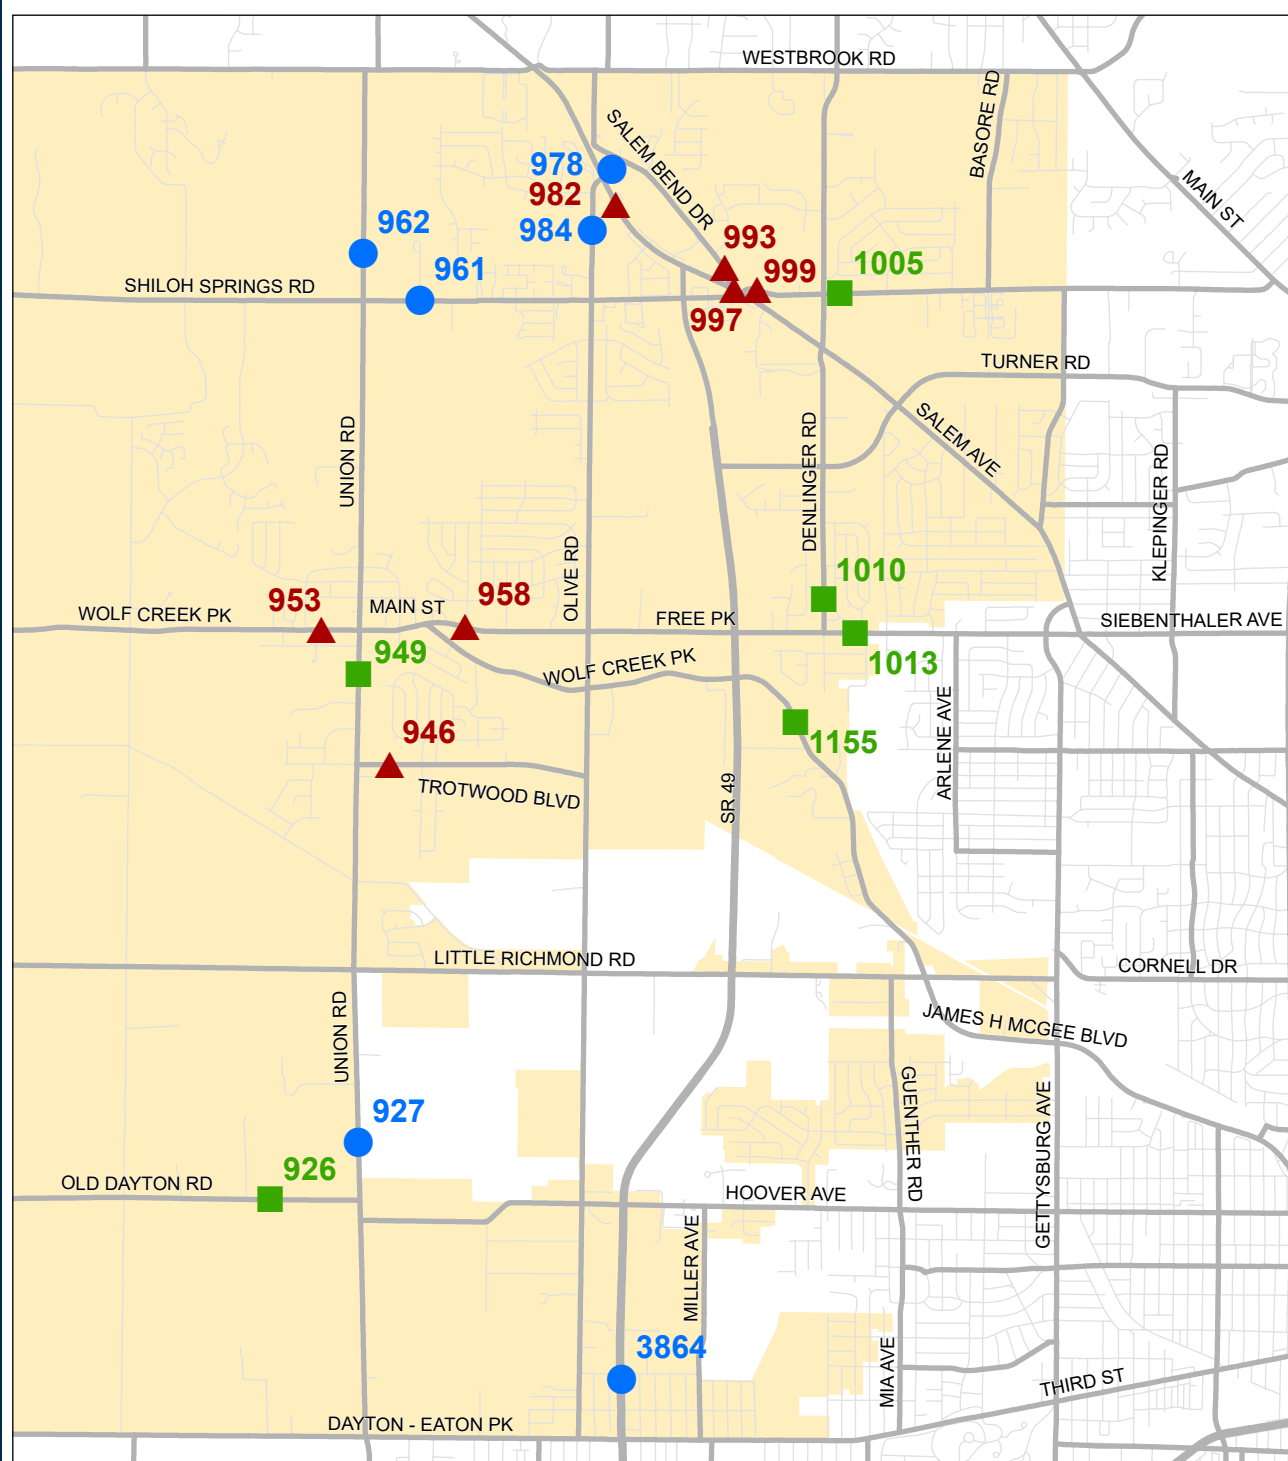 WESTBROOK RD
BASORE RD
MAIN ST
SALEM BEND DR
978
982
984
962
961
993
999
997
1005
SHILOH SPRINGS RD
TURNER RD
SALEM AVE
UNION RD
DENLINGER RD
KLEPINGER RD
OLIVE RD
1010
953
958
WOLF CREEK PK
MAIN ST
FREE PK
SIEBENTHALER AVE
949
1013
WOLF CREEK PK
ARLENE AVE
946
1155
TROTWOOD BLVD
SR 49
LITTLE RICHMOND RD
CORNELL DR
UNION RD
JAMES H MCGEE BLVD
GUENTHER RD
GETTYSBURG AVE
927
926
OLD DAYTON RD
HOOVER AVE
MILLER AVE
3864
MIA AVE
THIRD ST
DAYTON - EATON PK